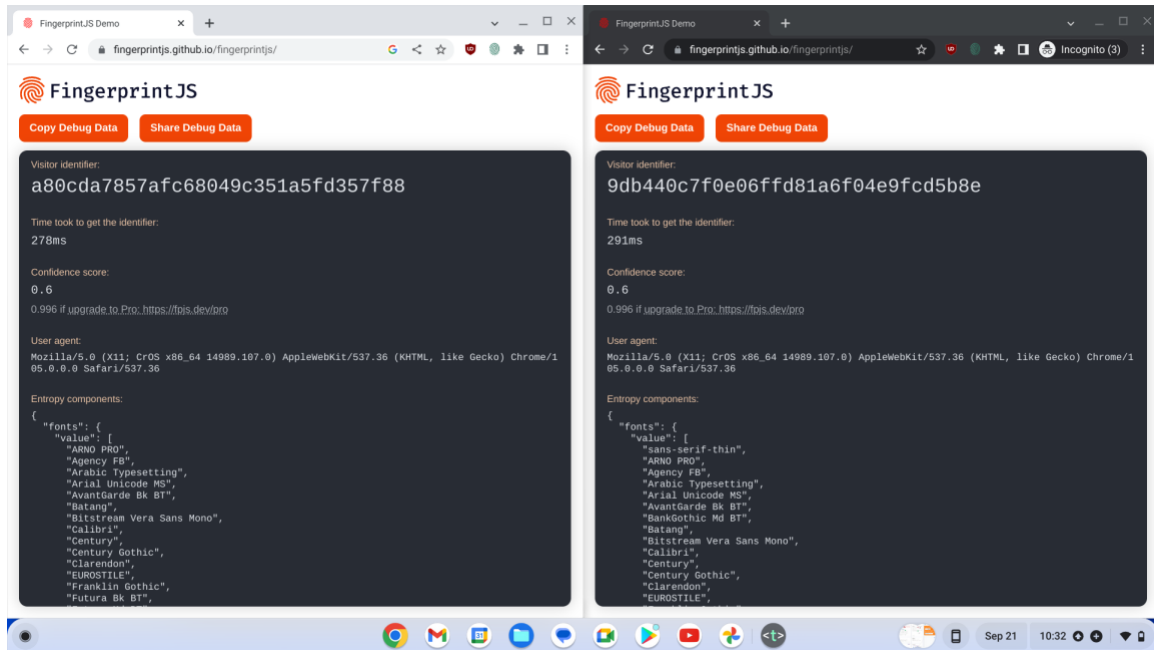 FingerprintJS Demo
fingerprintjs.github.io/fingerprintjs/
FingerprintJS
Copy Debug Data
Share Debug Data
Visitor identifier:
a80cda7857afc68049c351a5fd357f88
Time took to get the identifier:
278ms
Confidence score:
0.6
0.996 if upgrade to Pro: https://fpjs.dev/pro
User agent:
Mozilla/5.0 (X11; CrOS x86_64 14989.107.0) AppleWebKit/537.36 (KHTML, like Gecko) Chrome/1
05.0.0.0 Safari/537.36
Entropy components:
{
"fonts": {
"value": [
"ARNO PRO",
"Agency FB",
"Arabic Typesetting",
"Arial Unicode MS",
"AvantGarde Bk BT",
"Batang",
"Bitstream Vera Sans Mono",
"Calibri",
"Century",
"Century Gothic",
"Clarendon",
"EUROSTILE",
"Franklin Gothic",
"Futura Bk BT",
FingerprintJS Demo
fingerprintjs.github.io/fingerprintjs/
Incognito (3)
FingerprintJS
Copy Debug Data
Share Debug Data
Visitor identifier:
9db440c7f0e06ffd81a6f04e9fcd5b8e
Time took to get the identifier:
291ms
Confidence score:
0.6
0.996 if upgrade to Pro: https://fpjs.dev/pro
User agent:
Mozilla/5.0 (X11; CrOS x86_64 14989.107.0) AppleWebKit/537.36 (KHTML, like Gecko) Chrome/1
05.0.0.0 Safari/537.36
Entropy components:
{
"fonts": {
"value": [
"sans-serif-thin",
"ARNO PRO",
"Agency FB",
"Arabic Typesetting",
"Arial Unicode MS",
"AvantGarde Bk BT",
"BankGothic Md BT",
"Batang",
"Bitstream Vera Sans Mono",
"Calibri",
"Century",
"Century Gothic",
"Clarendon",
"EUROSTILE",
31
<t>
Sep 21
10:32